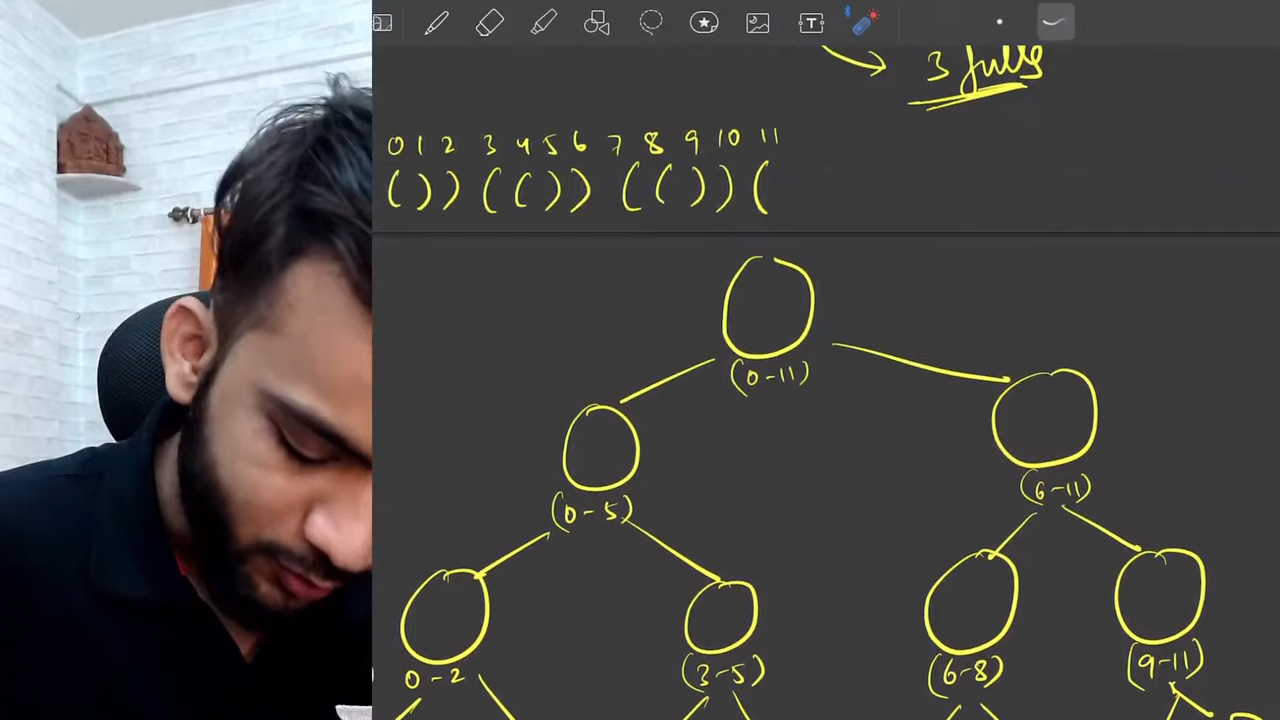 3 fully
0 1 2 3 4 5 6 7 8 9 10 11
( ) ) ( ( ) ) ( ( ) ) (
(0-11)
(6-11)
(0-5)
0-2 (3-5) (6-8) (9-11)